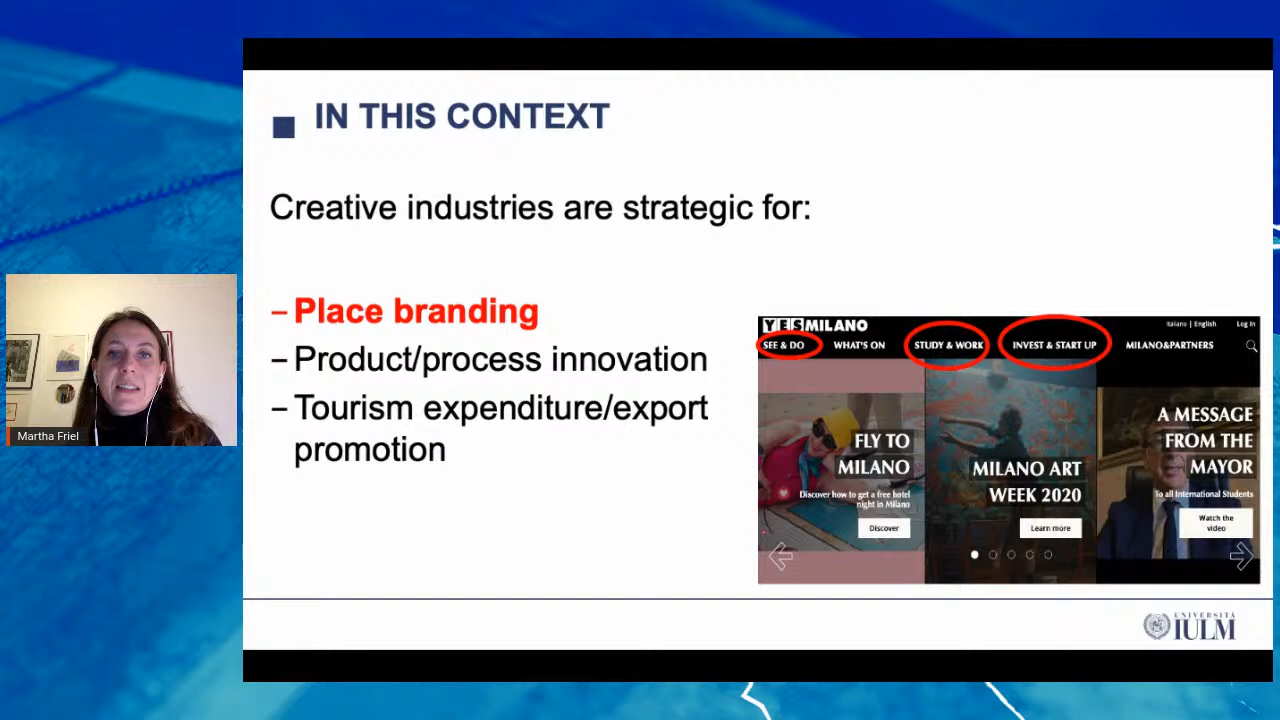 IN THIS CONTEXT
Creative industries are strategic for:
– Place branding
– Product/process innovation
– Tourism expenditure/export
promotion
Martha Friel
YESMILANO
Italiano | English
Log In
SEE & DO
WHAT'S ON
STUDY & WORK
INVEST & START UP
MILANO&PARTNERS
FLY TO
MILANO
Discover how to get a free hotel
night in Milano
Discover
MILANO ART
WEEK 2020
Learn more
A MESSAGE
FROM THE
MAYOR
To all International Students
Watch the
video
UNIVERSITÀ
IULM